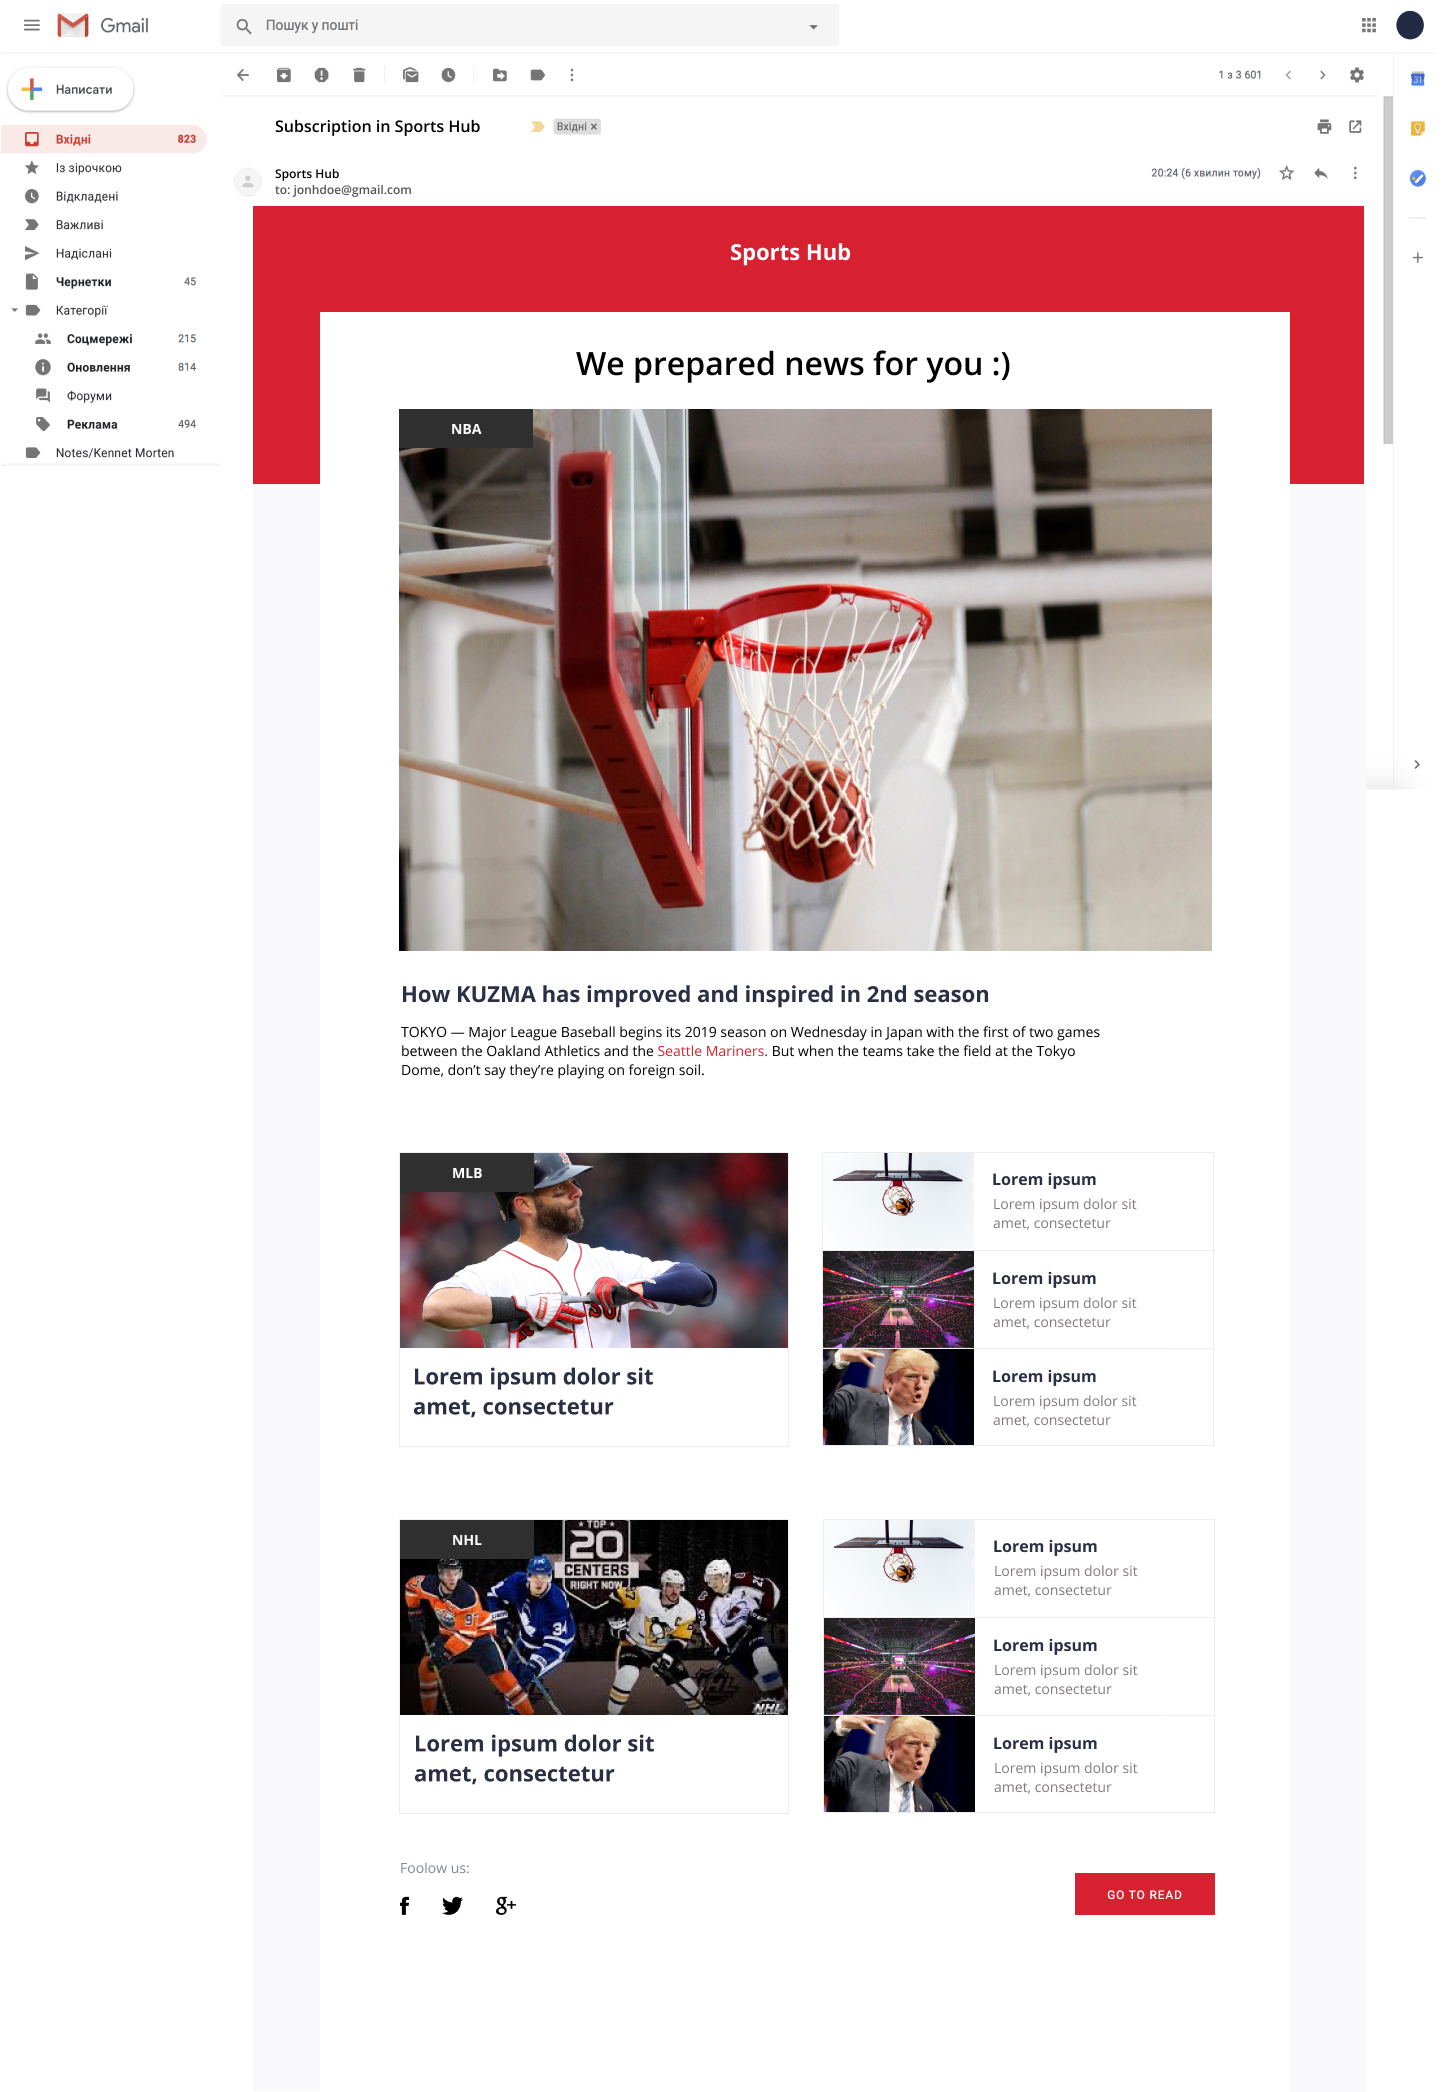 Gmail
Пошук у пошті
Написати
1 з 3 601
31
Вхідні 823
Із зірочкою
Відкладені
Важливі
Надіслані
Чернетки 45
Категорії
Соцмережі 215
Оновлення 814
Форуми
Реклама 494
Notes/Kennet Morten
Subscription in Sports Hub Вхідні ×
Sports Hub
to: jonhdoe@gmail.com
20:24 (6 хвилин тому)
Sports Hub
We prepared news for you :)
NBA
How KUZMA has improved and inspired in 2nd season
TOKYO — Major League Baseball begins its 2019 season on Wednesday in Japan with the first of two games
between the Oakland Athletics and the Seattle Mariners. But when the teams take the field at the Tokyo
Dome, don’t say they’re playing on foreign soil.
MLB
Lorem ipsum dolor sit
amet, consectetur
Lorem ipsum
Lorem ipsum dolor sit
amet, consectetur
Lorem ipsum
Lorem ipsum dolor sit
amet, consectetur
Lorem ipsum
Lorem ipsum dolor sit
amet, consectetur
NHL
TOP
20
CENTERS
RIGHT NOW
34
NHL
Lorem ipsum dolor sit
amet, consectetur
Lorem ipsum
Lorem ipsum dolor sit
amet, consectetur
Lorem ipsum
Lorem ipsum dolor sit
amet, consectetur
Lorem ipsum
Lorem ipsum dolor sit
amet, consectetur
Foolow us:
GO TO READ